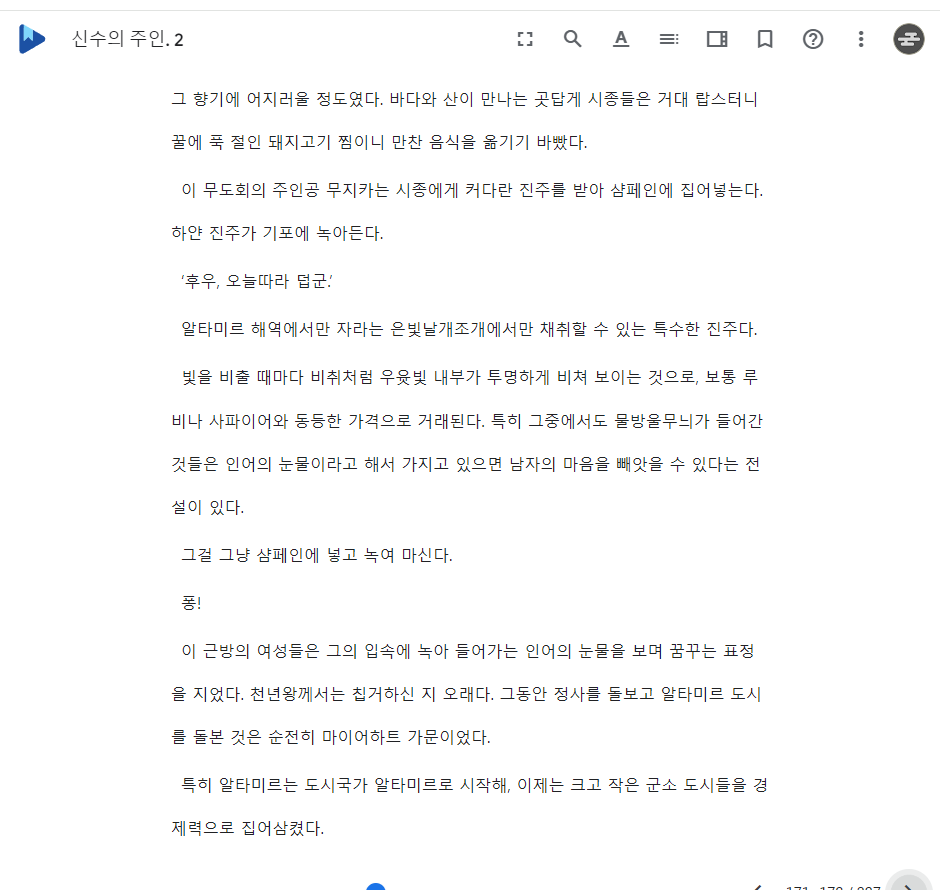 신수의 주인. 2
그 향기에 어지러울 정도였다. 바다와 산이 만나는 곳답게 시종들은 거대 랍스터니
꿀에 푹 절인 돼지고기 찜이니 만찬 음식을 옮기기 바빴다.
이 무도회의 주인공 무지카는 시종에게 커다란 진주를 받아 샴페인에 집어넣는다.
하얀 진주가 기포에 녹아든다.
‘후우, 오늘따라 덥군.’
알타미르 해역에서만 자라는 은빛날개조개에서만 채취할 수 있는 특수한 진주다.
빛을 비출 때마다 비취처럼 우윳빛 내부가 투명하게 비쳐 보이는 것으로, 보통 루
비나 사파이어와 동등한 가격으로 거래된다. 특히 그중에서도 물방울무늬가 들어간
것들은 인어의 눈물이라고 해서 가지고 있으면 남자의 마음을 빼앗을 수 있다는 전
설이 있다.
그걸 그냥 샴페인에 넣고 녹여 마신다.
퐁!
이 근방의 여성들은 그의 입속에 녹아 들어가는 인어의 눈물을 보며 꿈꾸는 표정
을 지었다. 천년왕께서는 칩거하신 지 오래다. 그동안 정사를 돌보고 알타미르 도시
를 돌본 것은 순전히 마이어하트 가문이었다.
특히 알타미르는 도시국가 알타미르로 시작해, 이제는 크고 작은 군소 도시들을 경
제력으로 집어삼켰다.